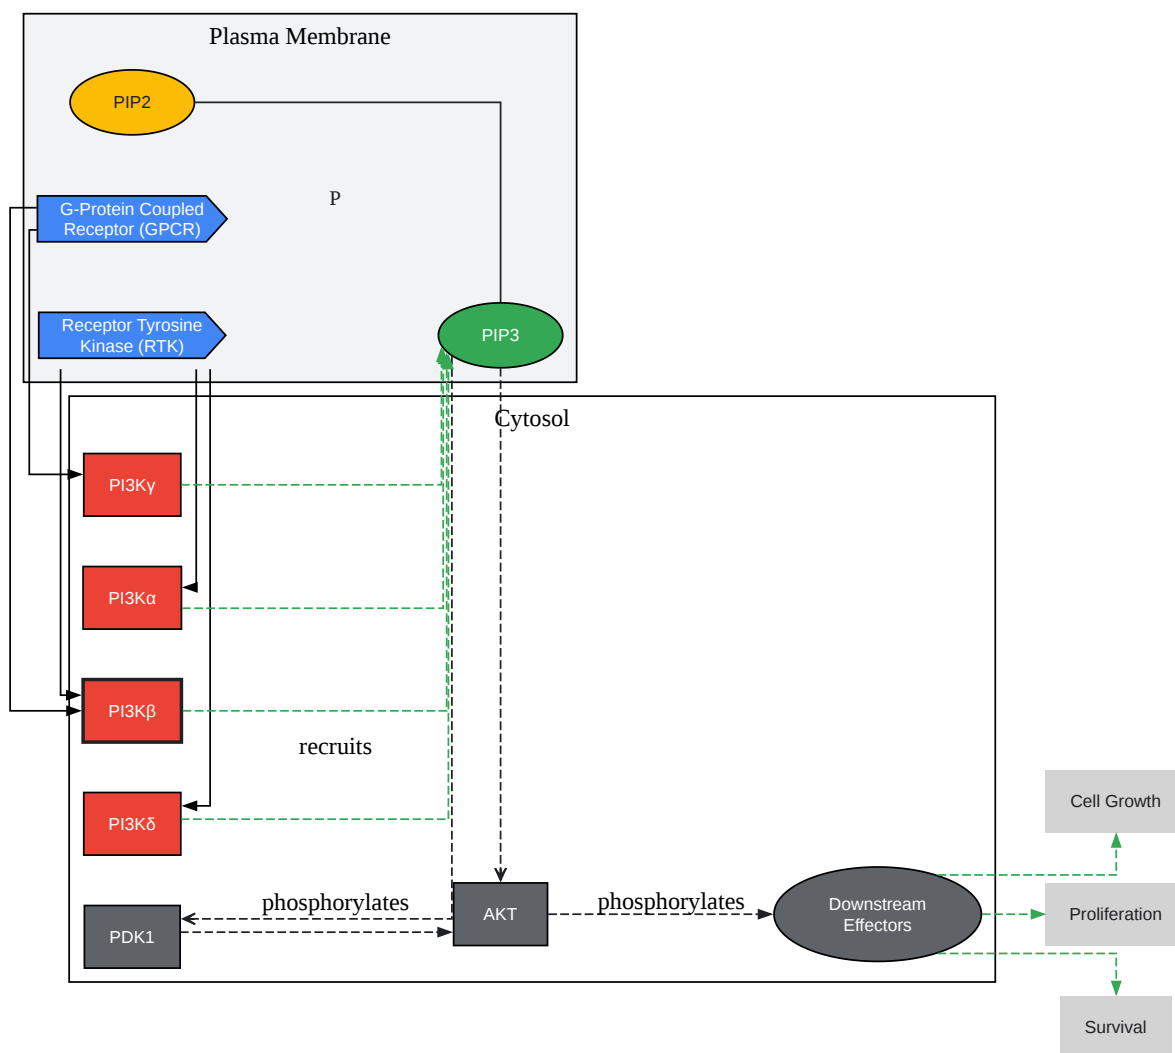 Plasma Membrane
PIP2
P
G-Protein Coupled
Receptor (GPCR)
Receptor Tyrosine
Kinase (RTK)
PIP3
Cytosol
PI3Kγ
PI3Kα
PI3Kβ
recruits
PI3Kδ
Cell Growth
phosphorylates
phosphorylates
AKT
Downstream
Effectors
Proliferation
PDK1
Survival